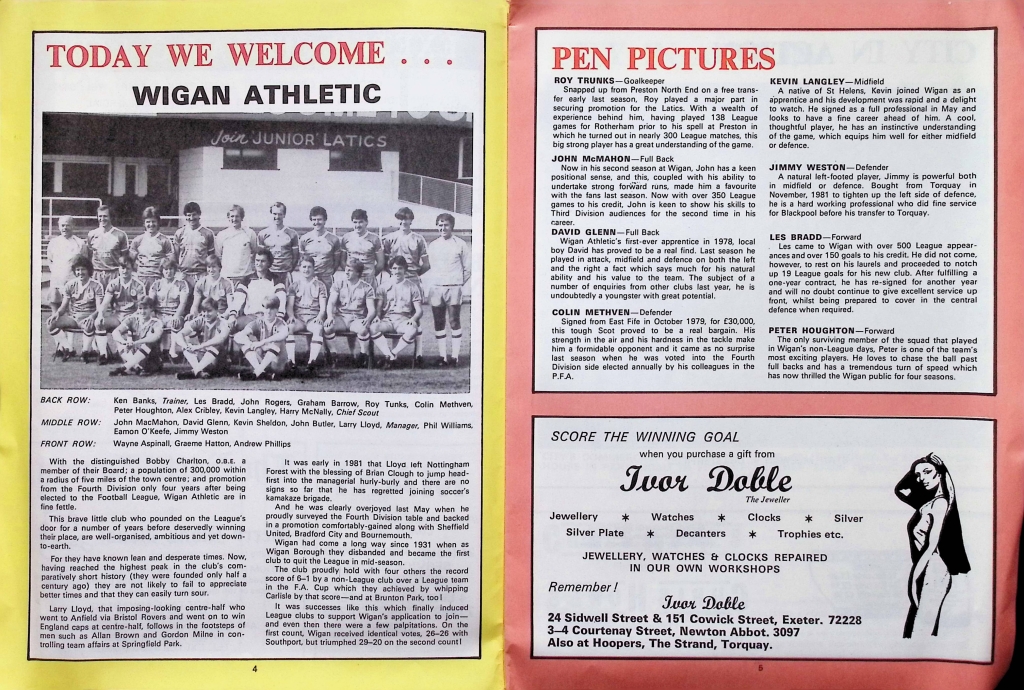 TODAY WE WELCOME . . .
WIGAN ATHLETIC
Join 'JUNIOR' LATICS
BACK ROW: Ken Banks, Trainer, Les Bradd, John Rogers, Graham Barrow, Roy Tunks, Colin Methven,
Peter Houghton, Alex Cribley, Kevin Langley, Harry McNally, Chief Scout
MIDDLE ROW: John MacMahon, David Glenn, Kevin Sheldon, John Butler, Larry Lloyd, Manager, Phil Williams,
Eamon O'Keefe, Jimmy Weston
FRONT ROW: Wayne Aspinall, Graeme Hatton, Andrew Phillips
With the distinguished Bobby Charlton, O.B.E. a
member of their Board; a population of 300,000 within
a radius of five miles of the town centre; and promotion
from the Fourth Division only four years after being
elected to the Football League, Wigan Athletic are in
fine fettle.
This brave little club who pounded on the League's
door for a number of years before deservedly winning
their place, are well-organised, ambitious and yet down-
to-earth.
For they have known lean and desperate times. Now,
having reached the highest peak in the club's com-
paratively short history (they were founded only half a
century ago) they are not likely to fail to appreciate
better times and that they can easily turn sour.
Larry Lloyd, that imposing-looking centre-half who
went to Anfield via Bristol Rovers and went on to win
England caps at centre-half, follows in the footsteps of
men such as Allan Brown and Gordon Milne in con-
trolling team affairs at Springfield Park.
It was early in 1981 that Lloyd left Nottingham
Forest with the blessing of Brian Clough to jump head-
first into the managerial hurly-burly and there are no
signs so far that he has regretted joining soccer's
kamakaze brigade.
And he was clearly overjoyed last May when he
proudly surveyed the Fourth Division table and backed
in a promotion comfortably-gained along with Sheffield
United, Bradford City and Bournemouth.
Wigan had come a long way since 1931 when as
Wigan Borough they disbanded and became the first
club to quit the League in mid-season.
The club proudly hold with four others the record
score of 6–1 by a non-League club over a League team
in the F.A. Cup which they achieved by whipping
Carlisle by that score—and at Brunton Park, too!
It was successes like this which finally induced
League clubs to support Wigan's application to join—
and even then there were a few palpitations. On the
first count, Wigan received identical votes, 26–26 with
Southport, but triumphed 29–20 on the second count!
4
PEN PICTURES
ROY TRUNKS—Goalkeeper
Snapped up from Preston North End on a free trans-
fer early last season, Roy played a major part in
securing promotion for the Latics. With a wealth of
experience behind him, having played 138 League
games for Rotherham prior to his spell at Preston in
which he turned out in nearly 300 League matches, this
big strong player has a great understanding of the game.
JOHN McMAHON—Full Back
Now in his second season at Wigan, John has a keen
positional sense, and this, coupled with his ability to
undertake strong forward runs, made him a favourite
with the fans last season. Now with over 350 League
games to his credit, John is keen to show his skills to
Third Division audiences for the second time in his
career.
DAVID GLENN—Full Back
Wigan Athletic's first-ever apprentice in 1978, local
boy David has proved to be a real find. Last season he
played in attack, midfield and defence on both the left
and the right a fact which says much for his natural
ability and his value to the team. The subject of a
number of enquiries from other clubs last year, he is
undoubtedly a youngster with great potential.
COLIN METHVEN—Defender
Signed from East Fife in October 1979, for £30,000,
this tough Scot proved to be a real bargain. His
strength in the air and his hardness in the tackle make
him a formidable opponent and it came as no surprise
last season when he was voted into the Fourth
Division side elected annually by his colleagues in the
P.F.A.
KEVIN LANGLEY—Midfield
A native of St Helens, Kevin joined Wigan as an
apprentice and his development was rapid and a delight
to watch. He signed as a full professional in May and
looks to have a fine career ahead of him. A cool,
thoughtful player, he has an instinctive understanding
of the game, which equips him well for either midfield
or defence.
JIMMY WESTON—Defender
A natural left-footed player, Jimmy is powerful both
in midfield or defence. Bought from Torquay in
November, 1981 to tighten up the left side of defence,
he is a hard working professional who did fine service
for Blackpool before his transfer to Torquay.
LES BRADD—Forward
Les came to Wigan with over 500 League appear-
ances and over 150 goals to his credit. He did not come,
however, to rest on his laurels and proceeded to notch
up 19 League goals for his new club. After fulfilling a
one-year contract, he has re-signed for another year
and will no doubt continue to give excellent service up
front, whilst being prepared to cover in the central
defence when required.
PETER HOUGHTON—Forward
The only surviving member of the squad that played
in Wigan's non-League days, Peter is one of the team's
most exciting players. He loves to chase the ball past
full backs and has a tremendous turn of speed which
has now thrilled the Wigan public for four seasons.
SCORE THE WINNING GOAL
when you purchase a gift from
Ivor Doble
The Jeweller
Jewellery * Watches * Clocks * Silver
Silver Plate * Decanters * Trophies etc.
JEWELLERY, WATCHES & CLOCKS REPAIRED
IN OUR OWN WORKSHOPS
Remember!
Ivor Doble
24 Sidwell Street & 151 Cowick Street, Exeter. 72228
3–4 Courtenay Street, Newton Abbot. 3097
Also at Hoopers, The Strand, Torquay.
5